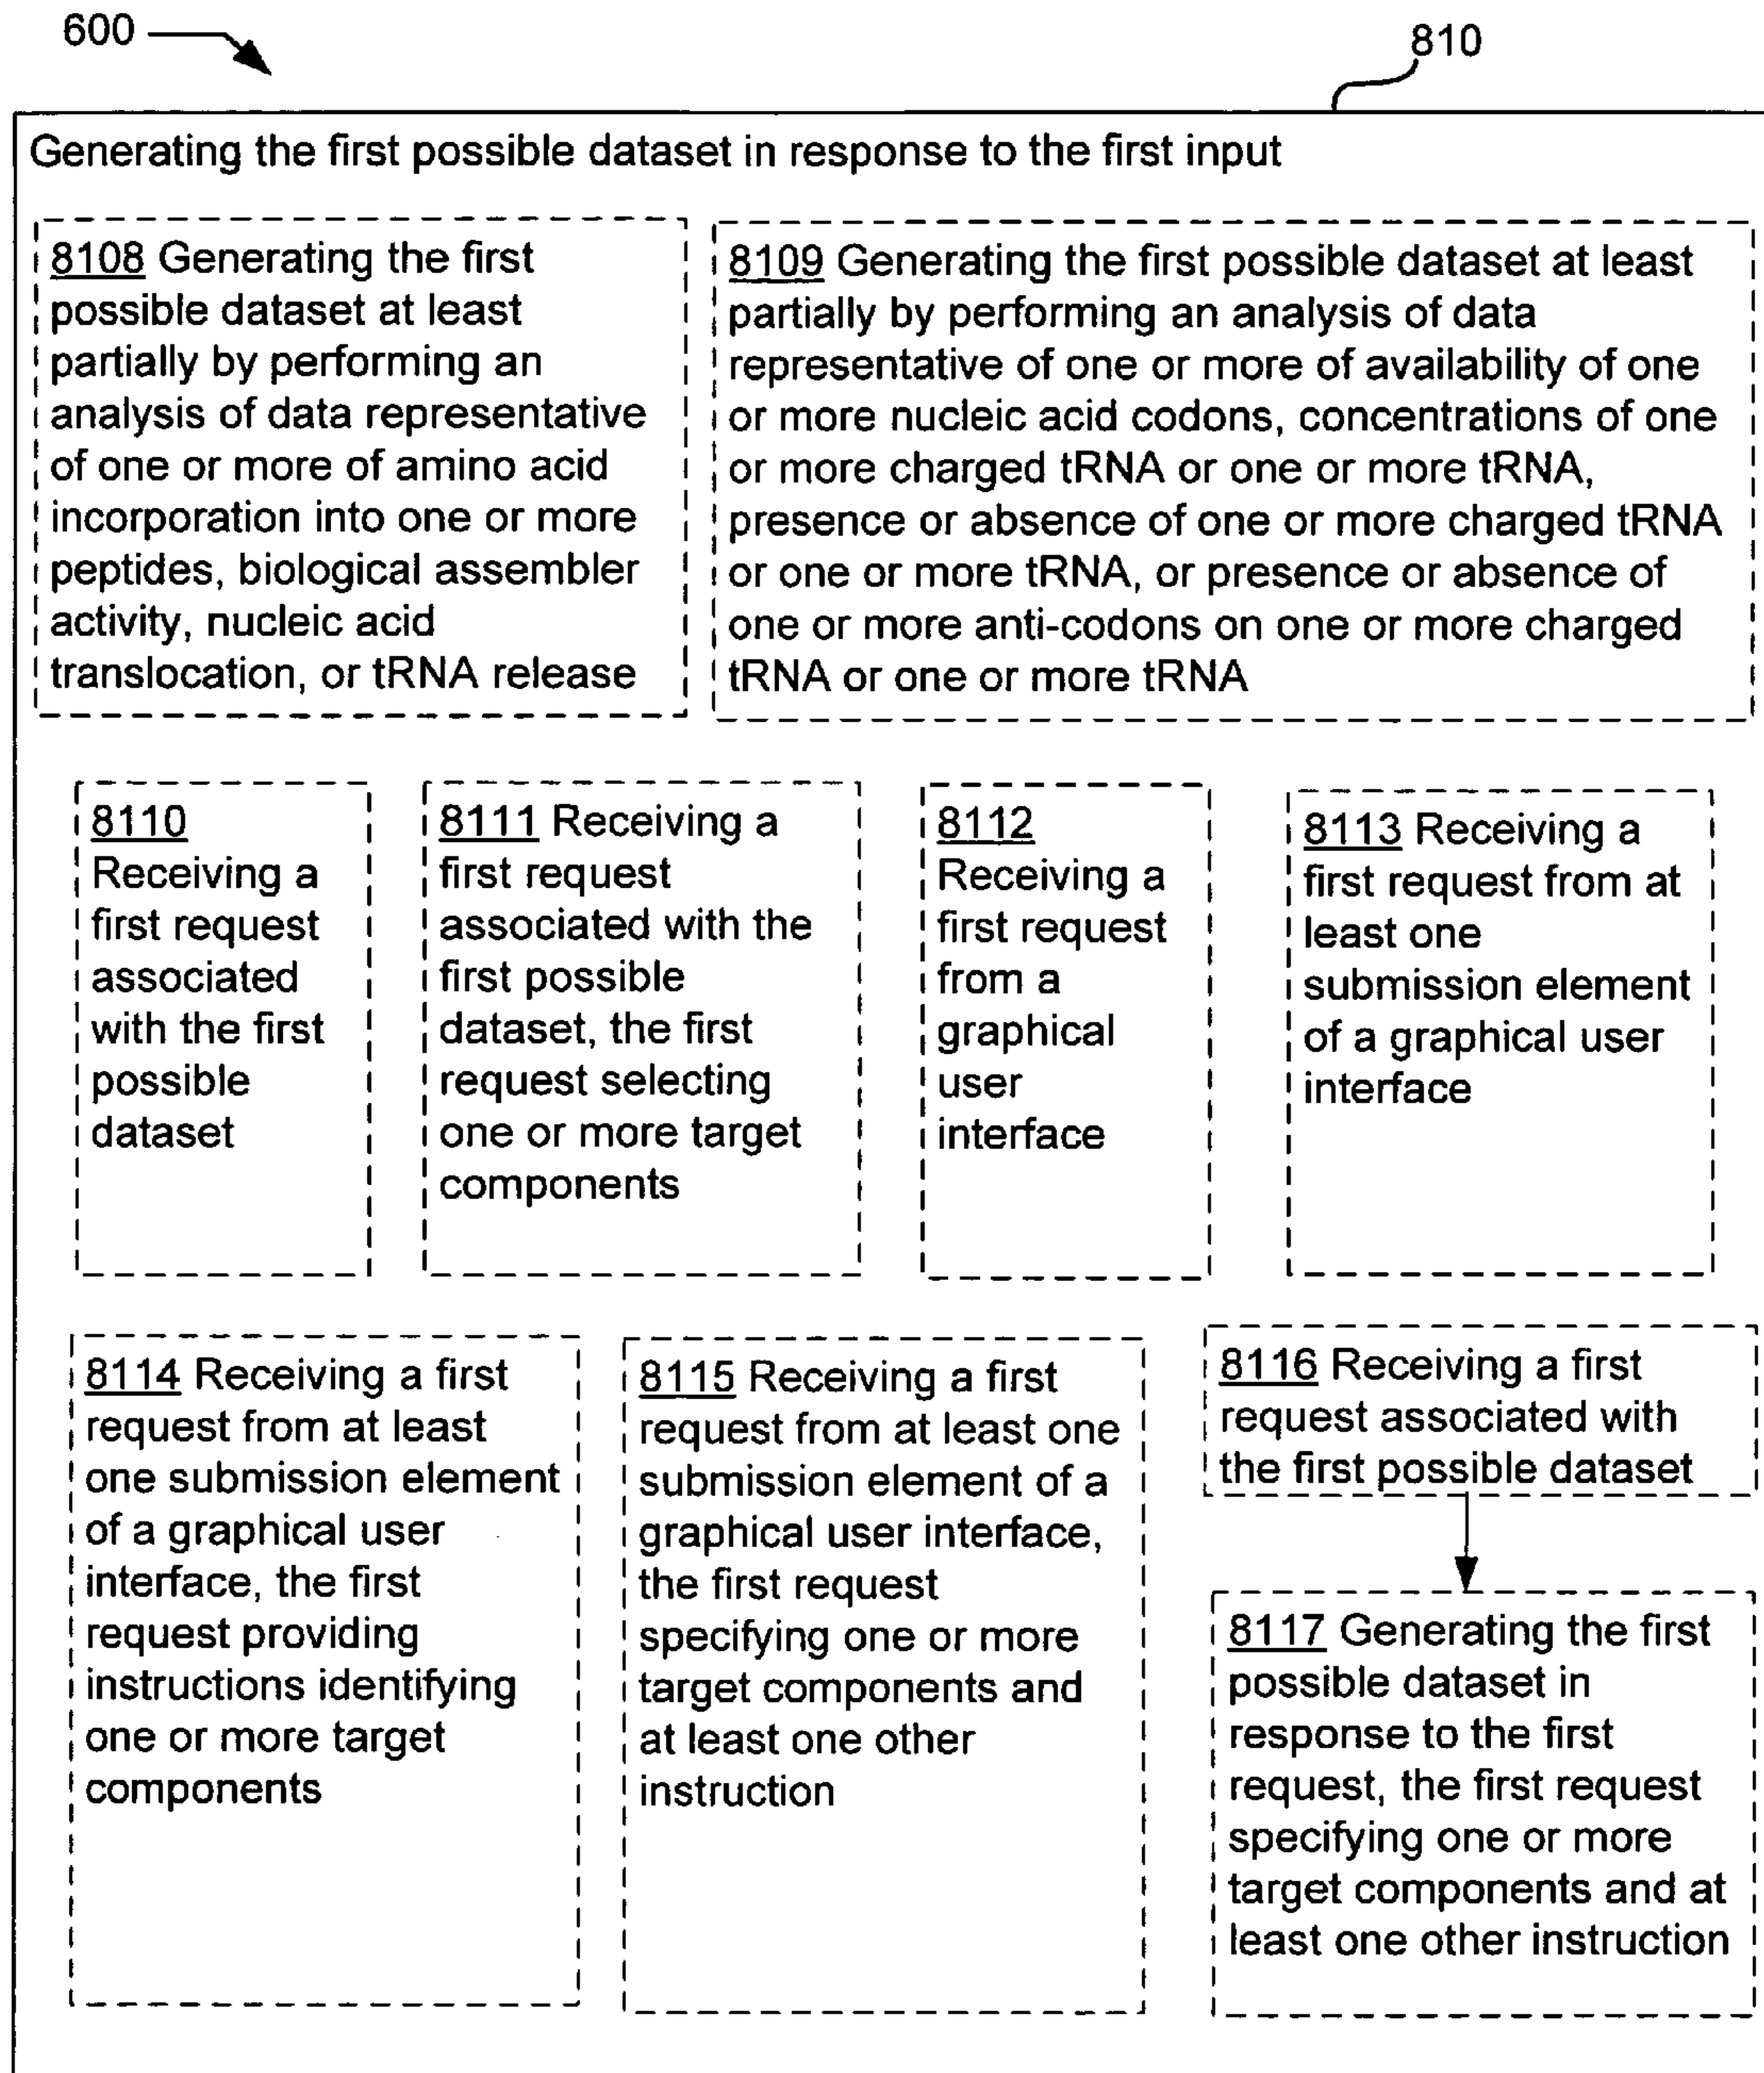 600
810
Generating the first possible dataset in response to the first input
8108 Generating the first
possible dataset at least
partially by performing an
analysis of data representative
of one or more of amino acid
incorporation into one or more
peptides, biological assembler
activity, nucleic acid
translocation, or tRNA release
8109 Generating the first possible dataset at least
partially by performing an analysis of data
representative of one or more of availability of one
or more nucleic acid codons, concentrations of one
or more charged tRNA or one or more tRNA,
presence or absence of one or more charged tRNA
or one or more tRNA, or presence or absence of
one or more anti-codons on one or more charged
tRNA or one or more tRNA
8110
Receiving a
first request
associated
with the first
possible
dataset
8111 Receiving a
first request
associated with the
first possible
dataset, the first
request selecting
one or more target
components
8112
Receiving a
first request
from a
graphical
user
interface
8113 Receiving a
first request from at
least one
submission element
of a graphical user
interface
8114 Receiving a first
request from at least
one submission element
of a graphical user
interface, the first
request providing
instructions identifying
one or more target
components
8115 Receiving a first
request from at least one
submission element of a
graphical user interface,
the first request
specifying one or more
target components and
at least one other
instruction
8116 Receiving a first
request associated with
the first possible dataset
8117 Generating the first
possible dataset in
response to the first
request, the first request
specifying one or more
target components and at
least one other instruction